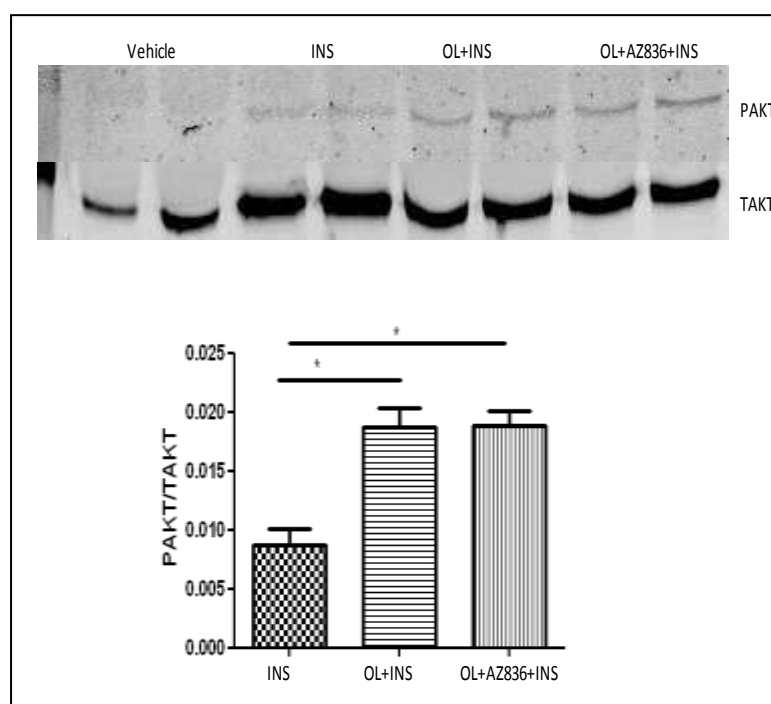 Vehicle INS OL+INS OL+AZ836+INS
PAKT
TAKT
*
0.025
*
0.020
0.015
0.010
0.005
0.000
PAKT/TAKT
INS OL+INS OL+AZ836+INS